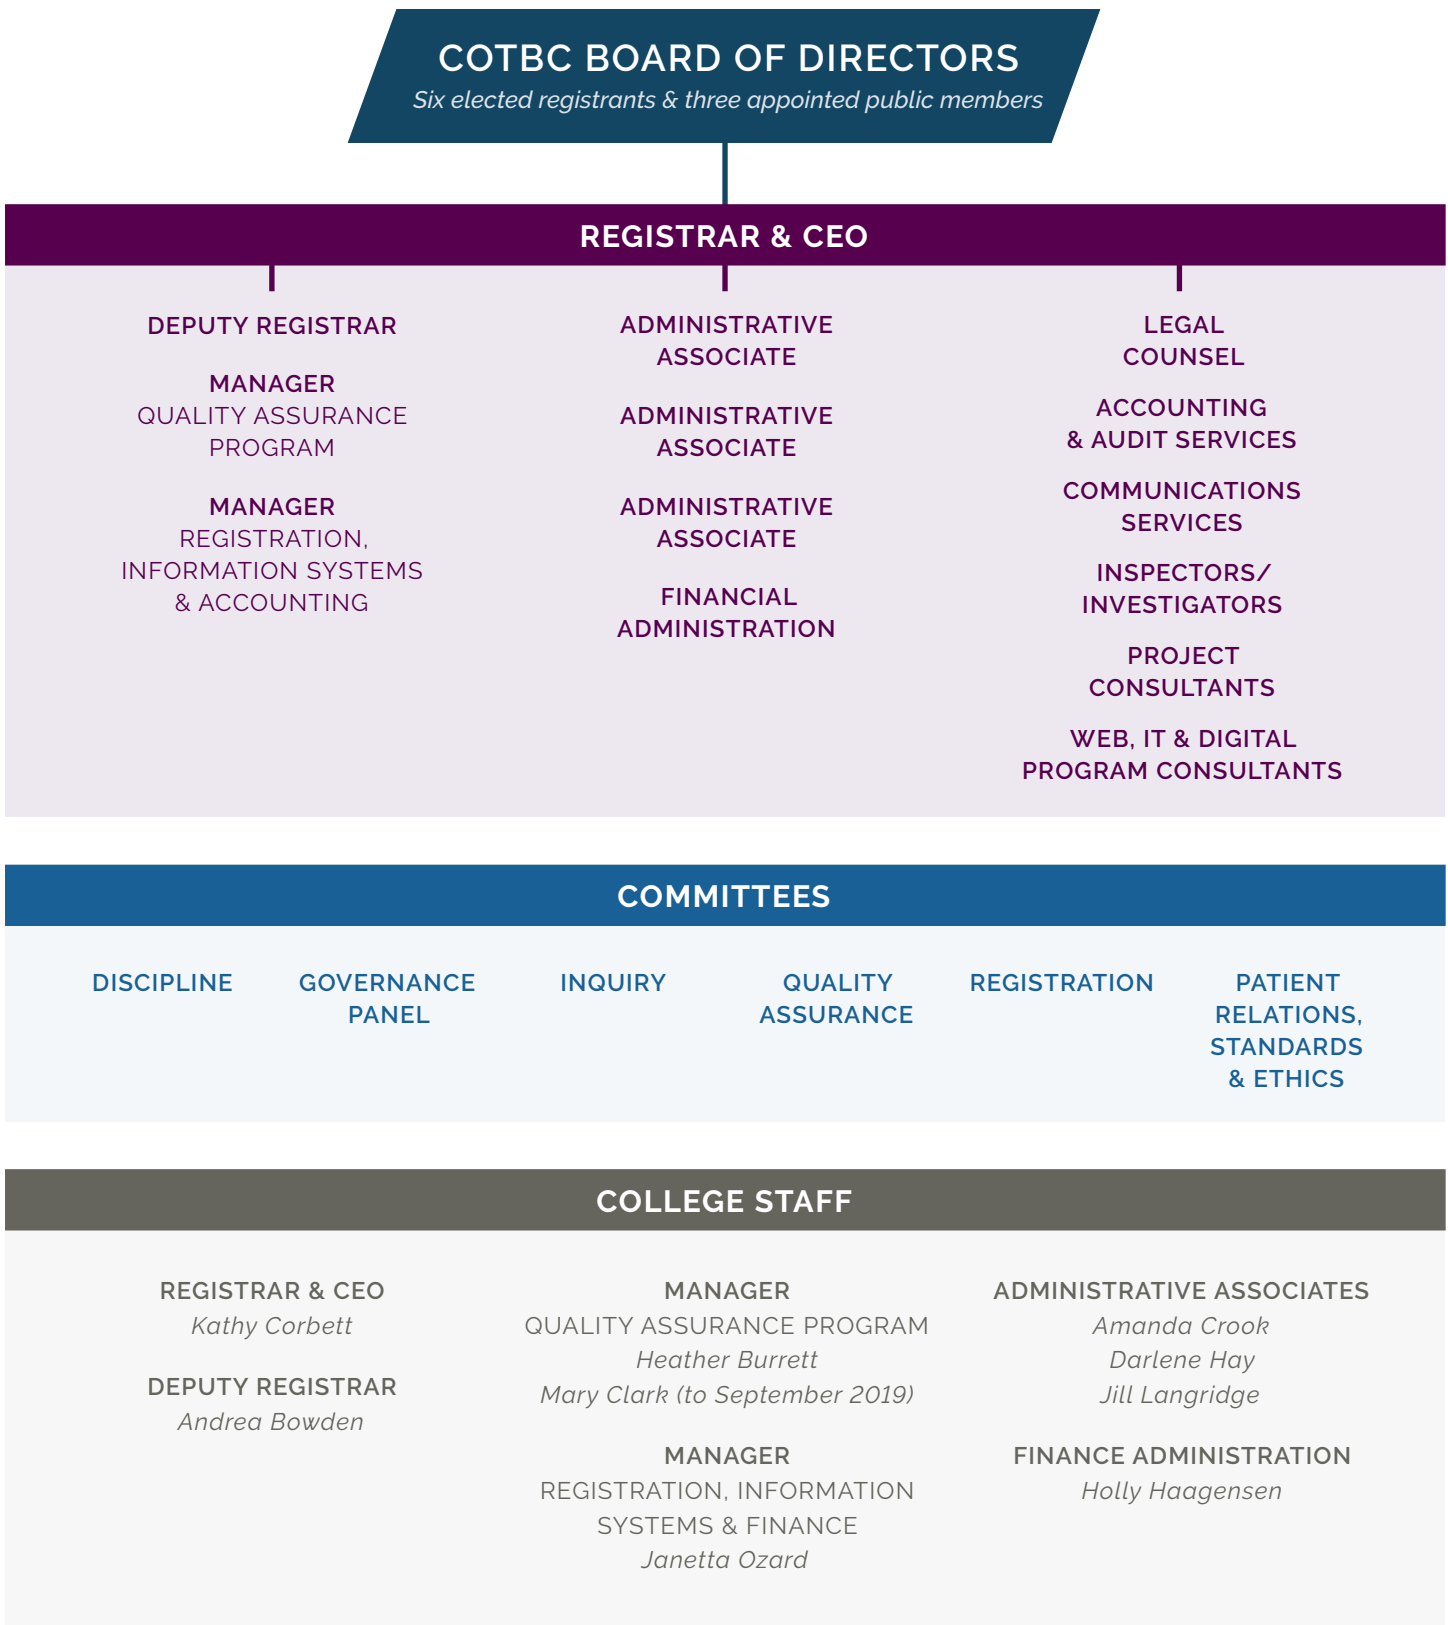 COTBC BOARD OF DIRECTORS
Six elected registrants & three appointed public members
REGISTRAR & CEO
DEPUTY REGISTRAR
MANAGER
QUALITY ASSURANCE
PROGRAM
MANAGER
REGISTRATION,
INFORMATION SYSTEMS
& ACCOUNTING
ADMINISTRATIVE
ASSOCIATE
ADMINISTRATIVE
ASSOCIATE
ADMINISTRATIVE
ASSOCIATE
FINANCIAL
ADMINISTRATION
LEGAL
COUNSEL
ACCOUNTING
& AUDIT SERVICES
COMMUNICATIONS
SERVICES
INSPECTORS/
INVESTIGATORS
PROJECT
CONSULTANTS
WEB, IT & DIGITAL
PROGRAM CONSULTANTS
COMMITTEES
DISCIPLINE
GOVERNANCE
PANEL
INQUIRY
QUALITY
ASSURANCE
REGISTRATION
PATIENT
RELATIONS,
STANDARDS
& ETHICS
COLLEGE STAFF
REGISTRAR & CEO
Kathy Corbett
DEPUTY REGISTRAR
Andrea Bowden
MANAGER
QUALITY ASSURANCE PROGRAM
Heather Burrett
Mary Clark (to September 2019)
MANAGER
REGISTRATION, INFORMATION
SYSTEMS & FINANCE
Janetta Ozard
ADMINISTRATIVE ASSOCIATES
Amanda Crook
Darlene Hay
Jill Langridge
FINANCE ADMINISTRATION
Holly Haagensen